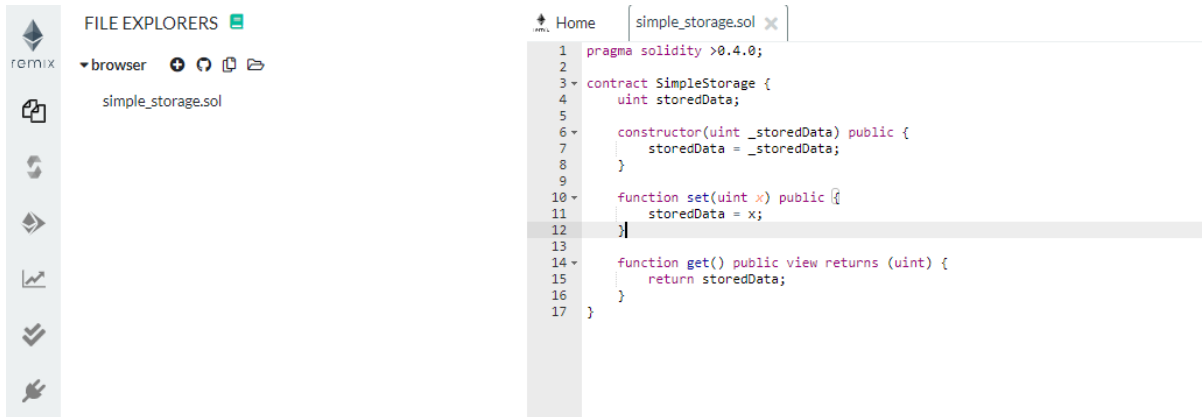 FILE EXPLORERS
remix
browser
simple_storage.sol
Home
simple_storage.sol
1 pragma solidity >0.4.0;
2
3 contract SimpleStorage {
4     uint storedData;
5
6     constructor(uint _storedData) public {
7         storedData = _storedData;
8     }
9
10     function set(uint x) public {
11         storedData = x;
12     }
13
14     function get() public view returns (uint) {
15         return storedData;
16     }
17 }